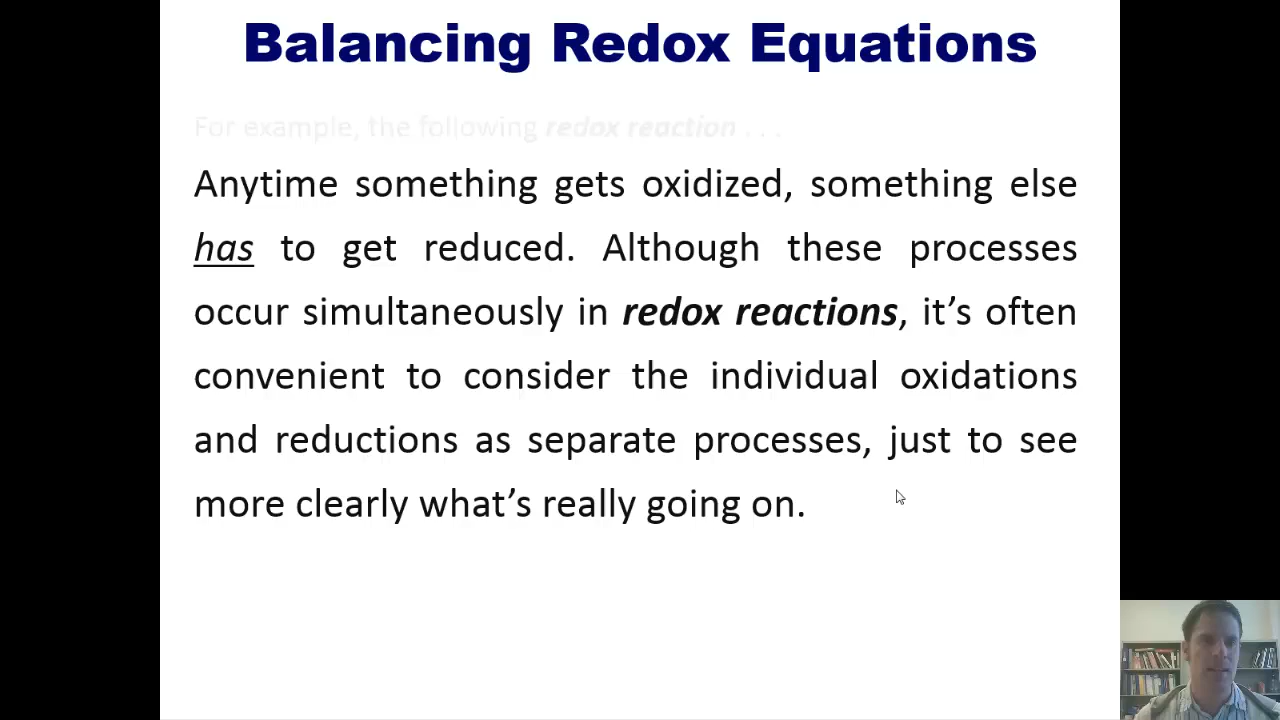 Balancing Redox Equations
For example, the following redox reaction . . .
Anytime something gets oxidized, something else
has to get reduced. Although these processes
occur simultaneously in redox reactions, it’s often
convenient to consider the individual oxidations
and reductions as separate processes, just to see
more clearly what’s really going on.